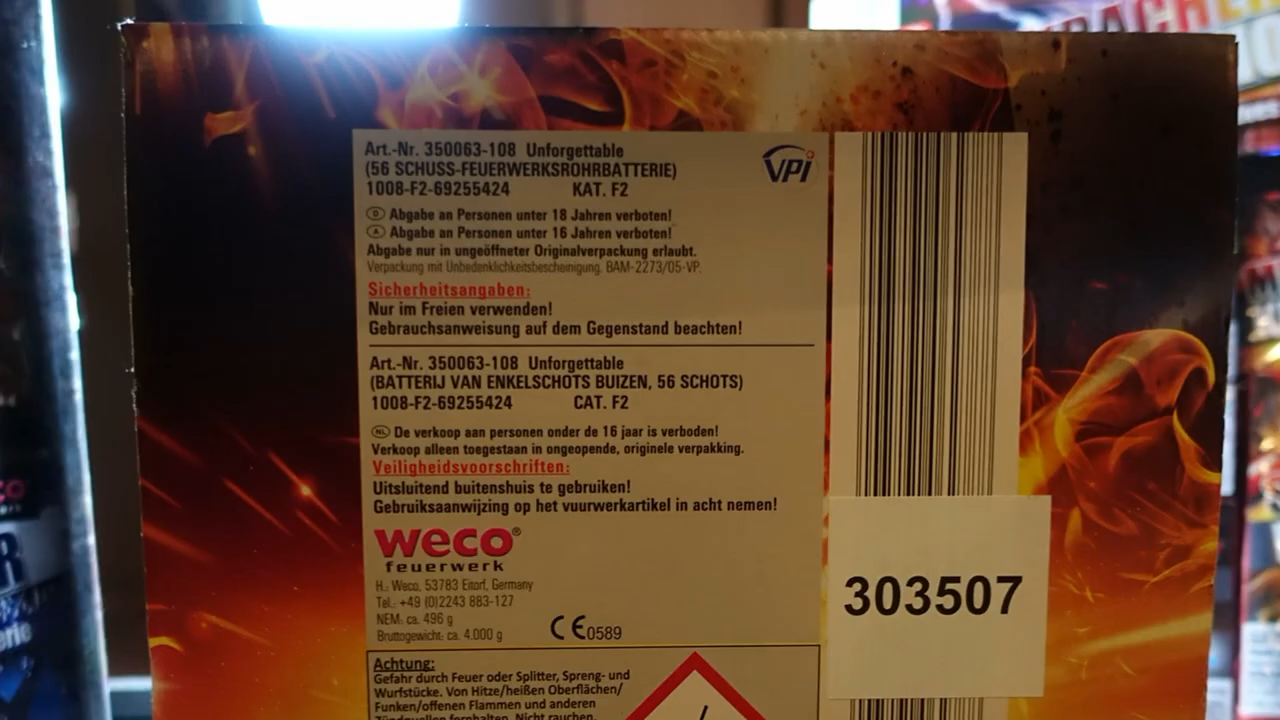 Art.-Nr. 350063-108 Unforgettable
(56 SCHUSS-FEUERWERKSROHRBATTERIE)
1008-F2-69255424 KAT. F2
VPi
D Abgabe an Personen unter 18 Jahren verboten!
A Abgabe an Personen unter 16 Jahren verboten!
Abgabe nur in ungeöffneter Originalverpackung erlaubt.
Verpackung mit Unbedenklichkeitsbescheinigung. BAM-2273/05-VP.
Sicherheitsangaben:
Nur im Freien verwenden!
Gebrauchsanweisung auf dem Gegenstand beachten!
Art.-Nr. 350063-108 Unforgettable
(BATTERIJ VAN ENKELSCHOTS BUIZEN, 56 SCHOTS)
1008-F2-69255424 CAT. F2
NL De verkoop aan personen onder de 16 jaar is verboden!
Verkoop alleen toegestaan in ongeopende, originele verpakking.
Veiligheidsvoorschriften:
Uitsluitend buitenshuis te gebruiken!
Gebruiksaanwijzing op het vuurwerkartikel in acht nemen!
weco®
feuerwerk
H.: Weco, 53783 Eitorf, Germany
Tel.: +49 (0)2243 883-127
NEM: ca. 496 g
Bruttogewicht: ca. 4.000 g
CE0589
303507
Achtung:
Gefahr durch Feuer oder Splitter, Spreng- und
Wurfstücke. Von Hitze/heißen Oberflächen/
Funken/offenen Flammen und anderen
Zündquellen fernhalten. Nicht rauchen.